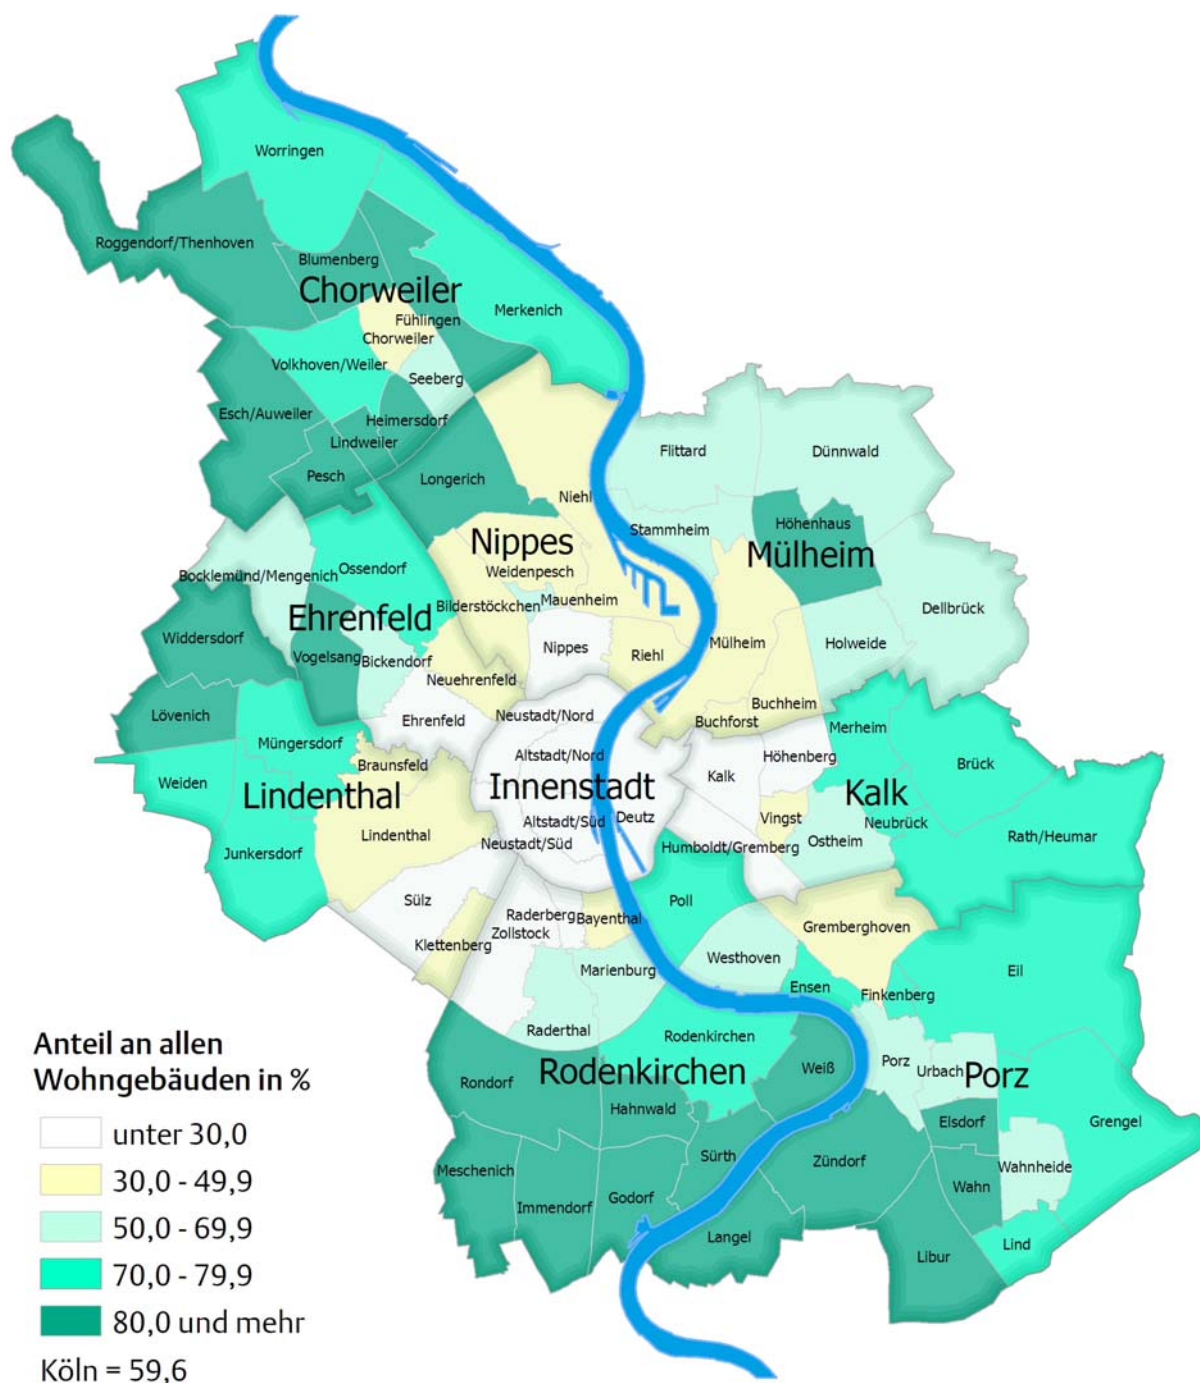 Worringen
Roggendorf/Thenhoven
Blumenberg
Chorweiler
Merkenich
Fühlingen
Chorweiler
Volkhoven/Weiler
Seeberg
Esch/Auweiler
Heimersdorf
Lindweiler
Pesch
Longerich
Flittard
Dünnwald
Niehl
Stammheim
Höhenhaus
Nippes
Mülheim
Weidenpesch
Ossendorf
Bocklemünd/Mengenich
Mauenheim
Bilderstöckchen
Dellbrück
Ehrenfeld
Widdersdorf
Nippes
Mülheim
Holweide
Vogelsang
Bickendorf
Riehl
Neuehrenfeld
Buchheim
Lövenich
Ehrenfeld
Neustadt/Nord
Buchforst
Merheim
Müngersdorf
Altstadt/Nord
Höhenberg
Braunsfeld
Brück
Weiden
Kalk
Innenstadt
Lindenthal
Kalk
Deutz
Vingst
Altstadt/Süd
Neubrück
Lindenthal
Rath/Heumar
Neustadt/Süd
Ostheim
Humboldt/Gremberg
Junkersdorf
Sülz
Poll
Raderberg
Bayenthal
Zollstock
Gremberghoven
Klettenberg
Westhoven
Marienburg
Eil
Ensen
Finkenberg
Raderthal
Rodenkirchen
Porz
Weiß
Urbach
Rodenkirchen
Porz
Rondorf
Hahnwald
Elsdorf
Grengel
Sürth
Zündorf
Wahnheide
Meschenich
Wahn
Godorf
Immendorf
Langel
Lind
Libur
Anteil an allen
Wohngebäuden in %
unter 30,0
30,0 - 49,9
50,0 - 69,9
70,0 - 79,9
80,0 und mehr
Köln = 59,6